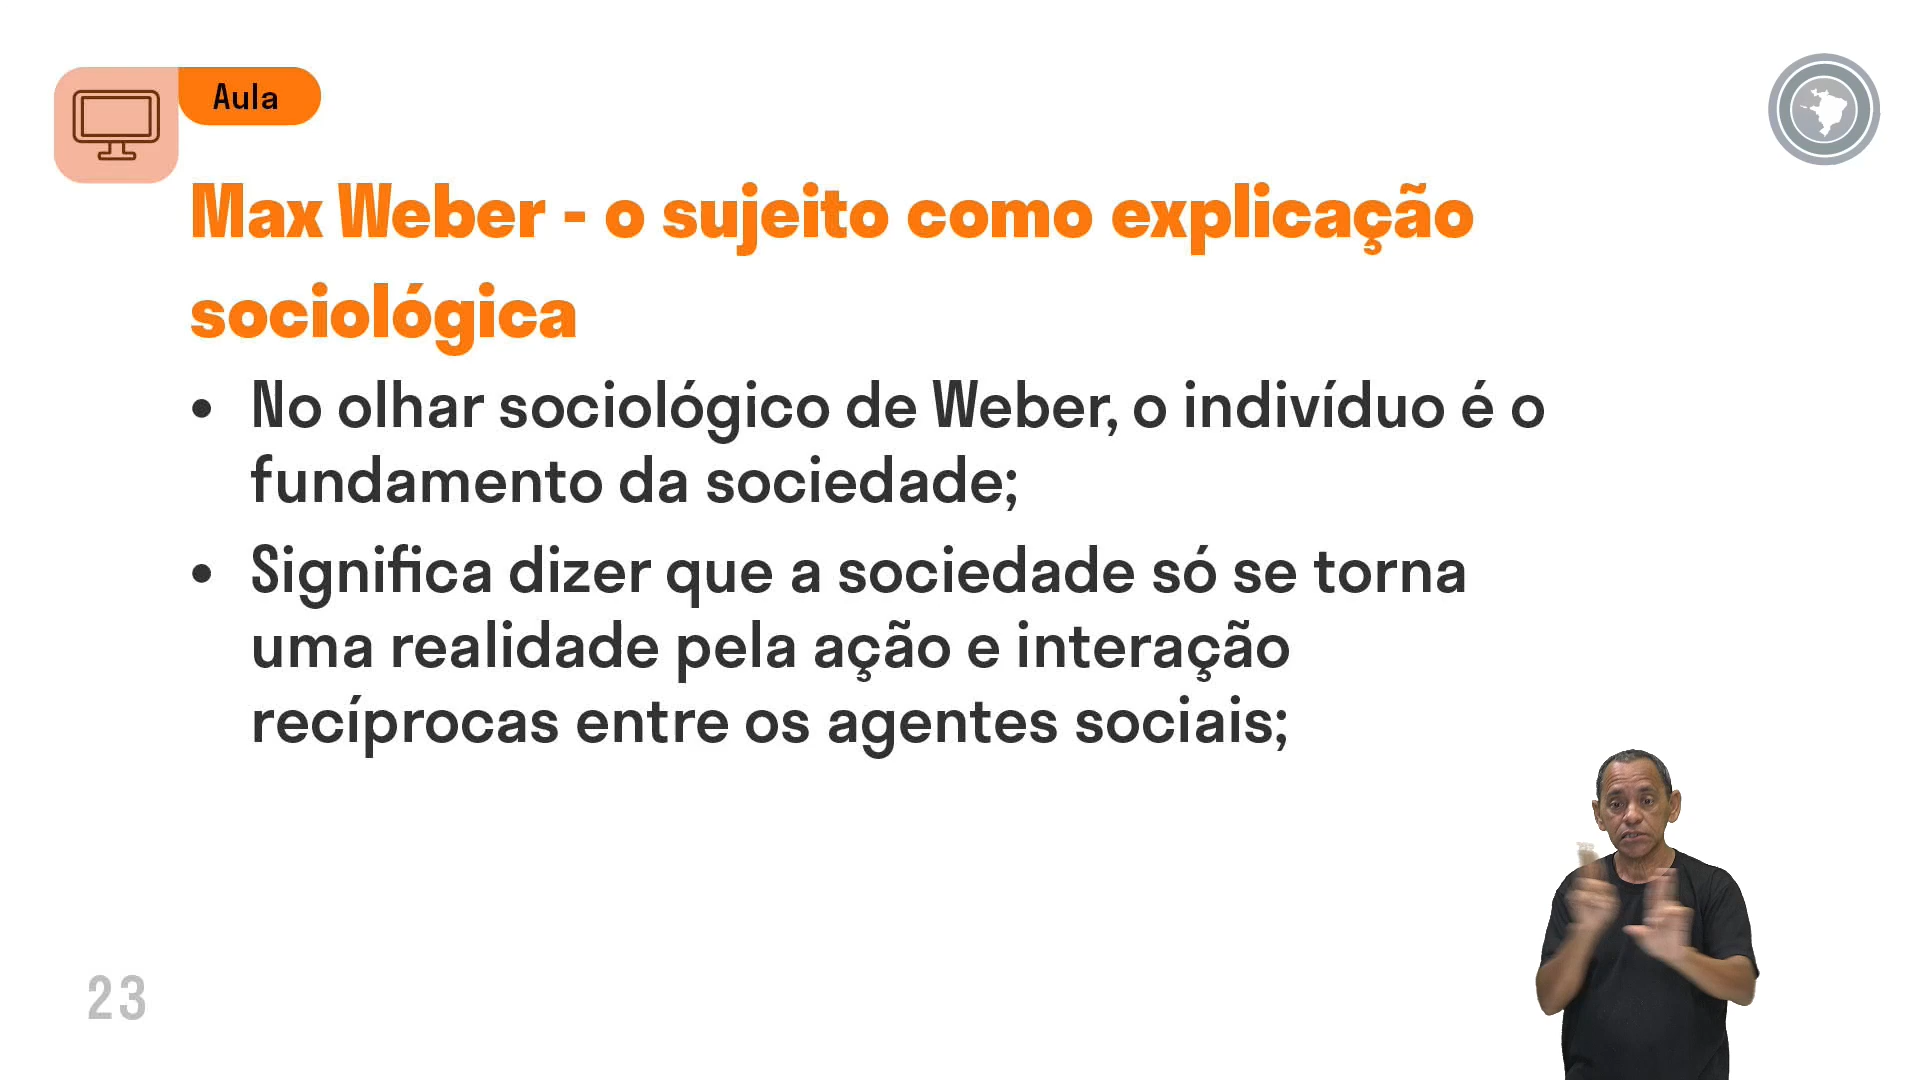 Aula
Max Weber - o sujeito como explicação
sociológica
• No olhar sociológico de Weber, o indivíduo é o
fundamento da sociedade;
• Significa dizer que a sociedade só se torna
uma realidade pela ação e interação
recíprocas entre os agentes sociais;
23